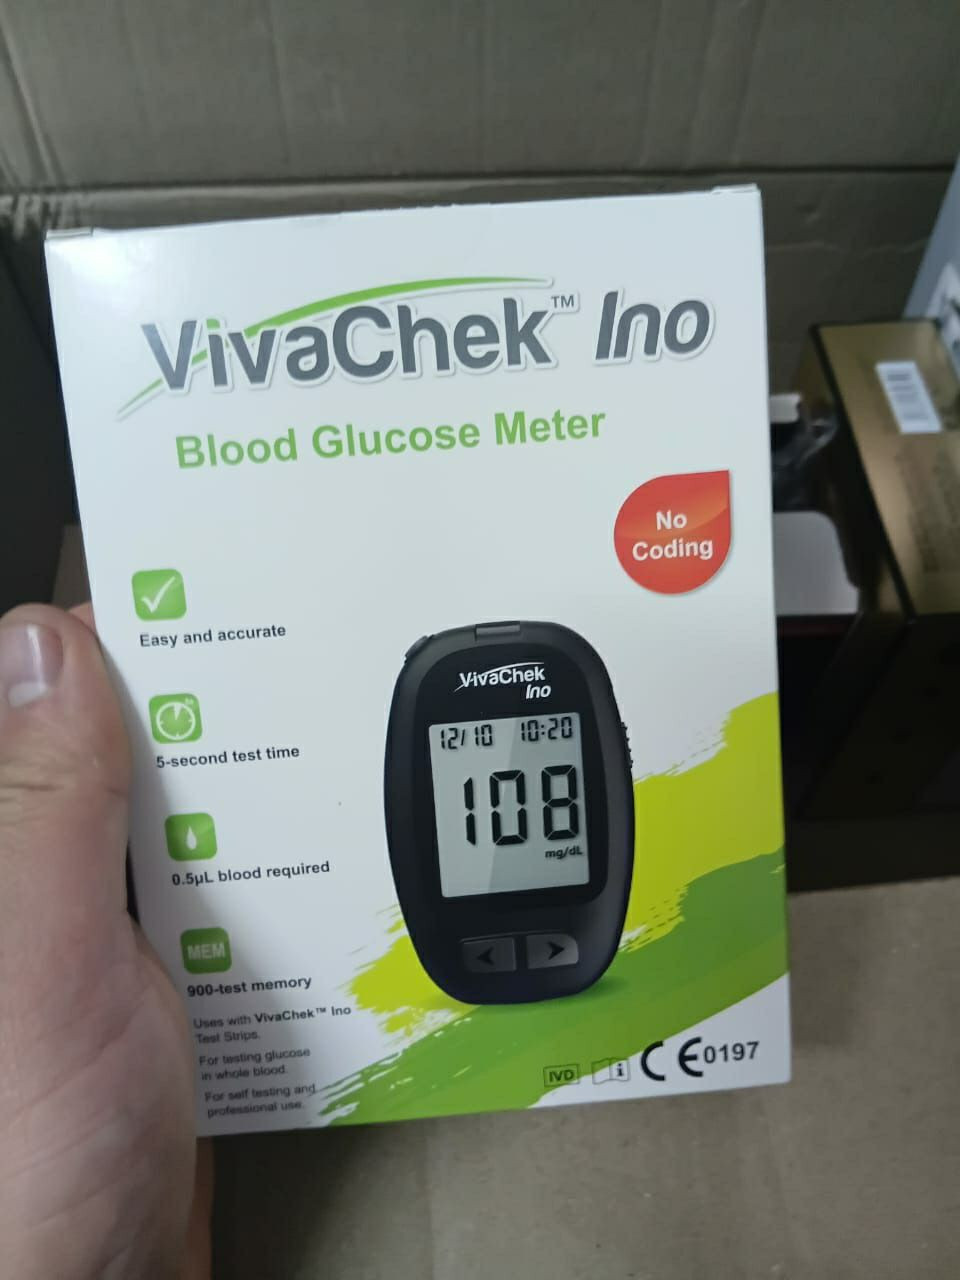 VivaChek™ Ino
Blood Glucose Meter
No
Coding
Easy and accurate
5-second test time
0.5µL blood required
MEM
900-test memory
Uses with VivaChek™ Ino
Test Strips.
For testing glucose
in whole blood.
For self testing and
professional use.
VivaChek
Ino
12/10 10:20
108
mg/dL
IVD i CE0197